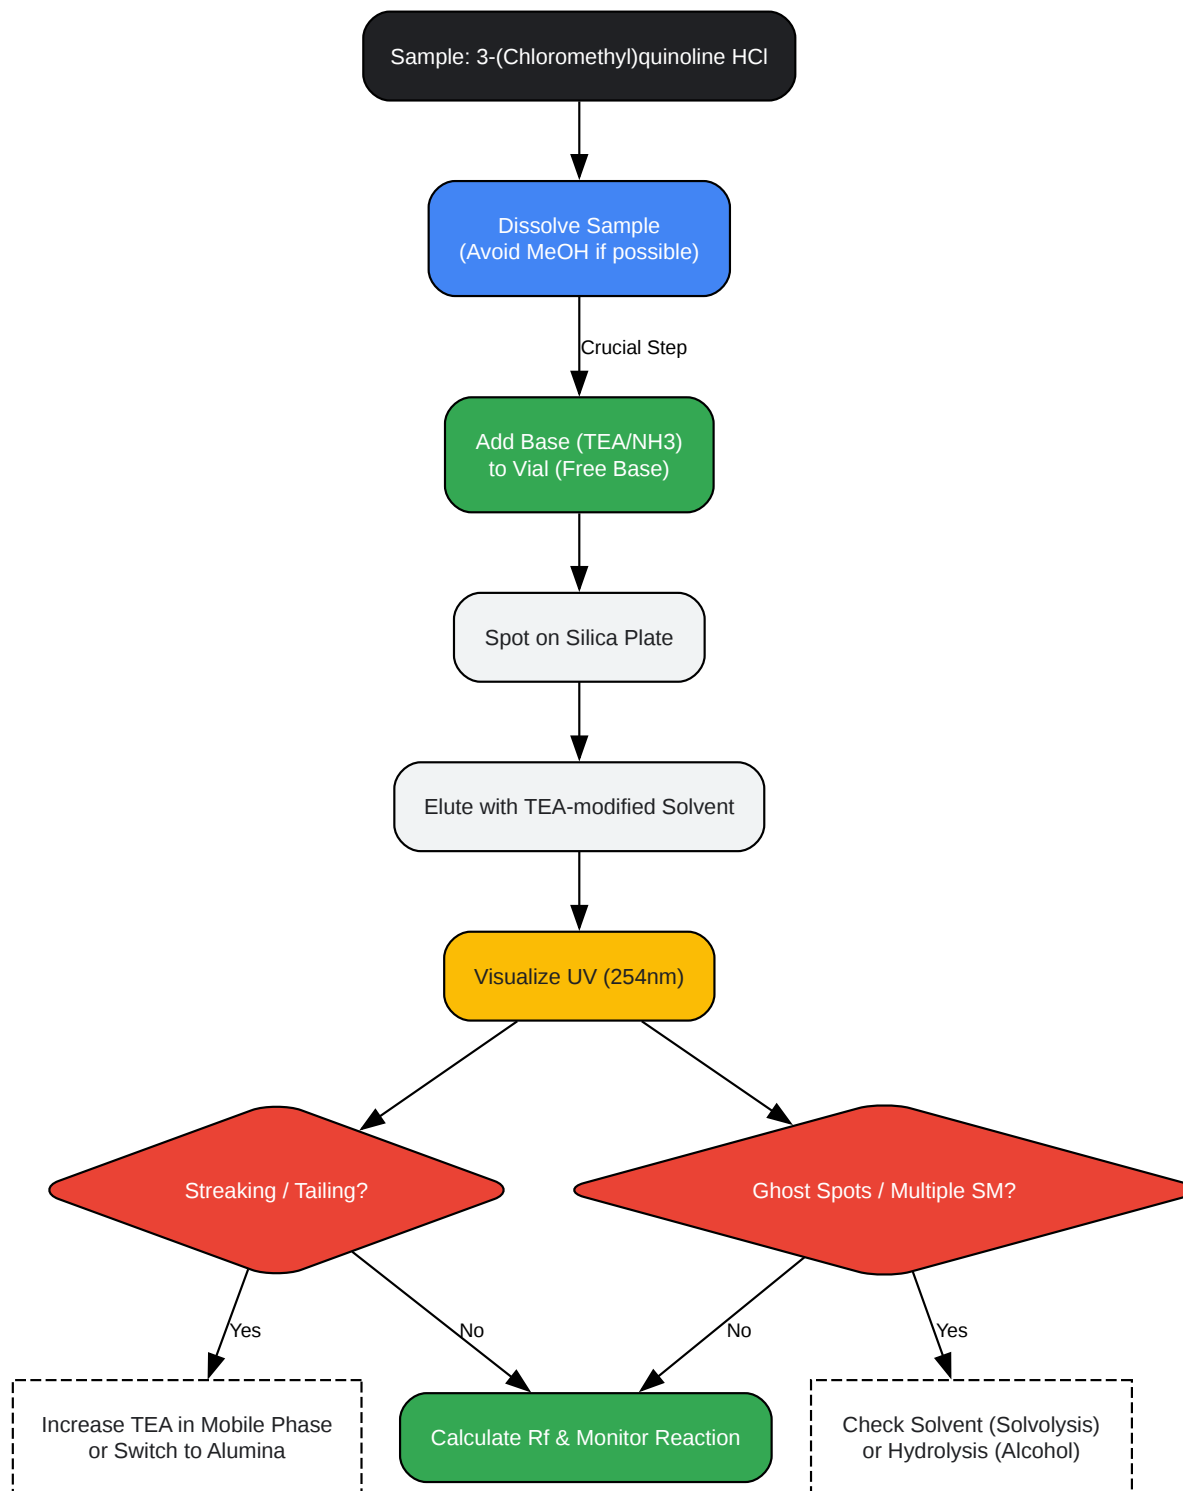 Sample: 3-(Chloromethyl)quinoline HCl
Dissolve Sample
(Avoid MeOH if possible)
Crucial Step
Add Base (TEA/NH3)
to Vial (Free Base)
Spot on Silica Plate
Elute with TEA-modified Solvent
Visualize UV (254nm)
Streaking / Tailing?
Ghost Spots / Multiple SM?
Yes
No
No
Yes
Increase TEA in Mobile Phase
or Switch to Alumina
Calculate Rf & Monitor Reaction
Check Solvent (Solvolysis)
or Hydrolysis (Alcohol)